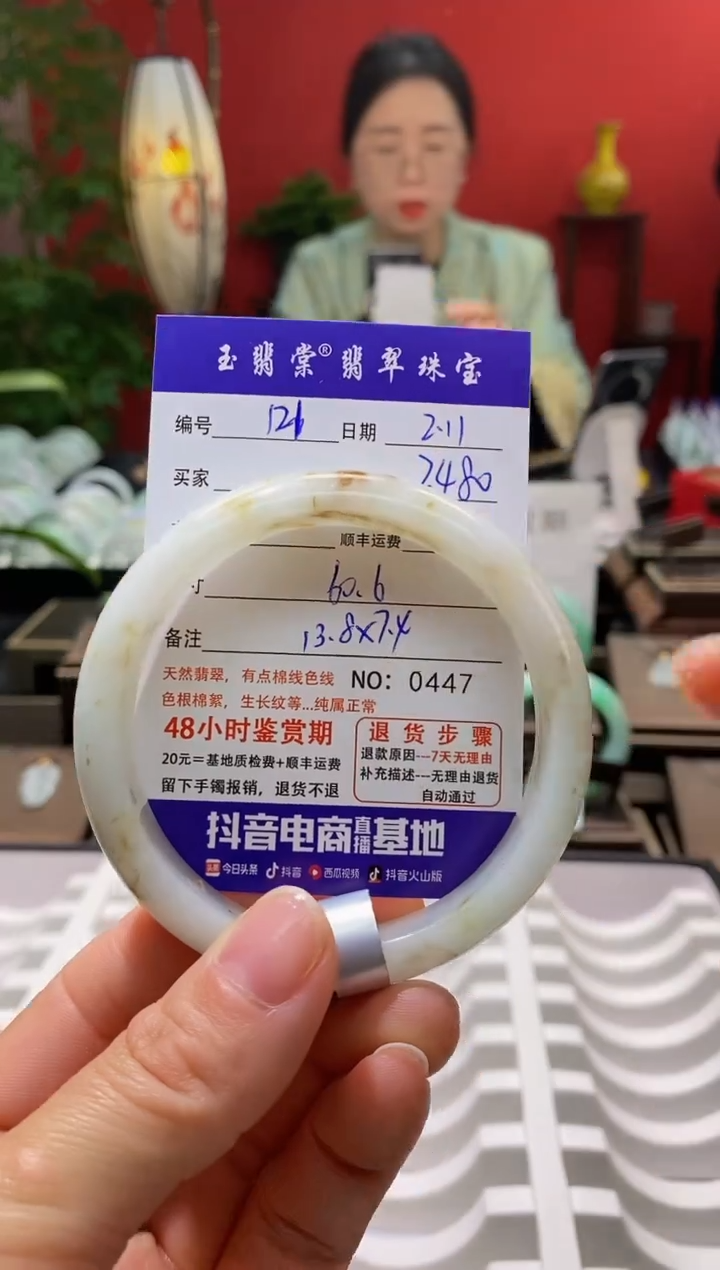 玉翡棠®翡翠珠宝
编号 121 日期 2.11
买家 7.480
顺丰运费
寸 60.6
备注 13.8x7.4
天然翡翠，有点棉线色线 NO：0447
色根棉絮，生长纹等...纯属正常
48小时鉴赏期
20元=基地质检费+顺丰运费
留下手镯报销，退货不退
退货步骤
退款原因---7天无理由
补充描述---无理由退货
自动通过
抖音电商直播基地
头条 今日头条 抖音 西瓜视频 抖音火山版